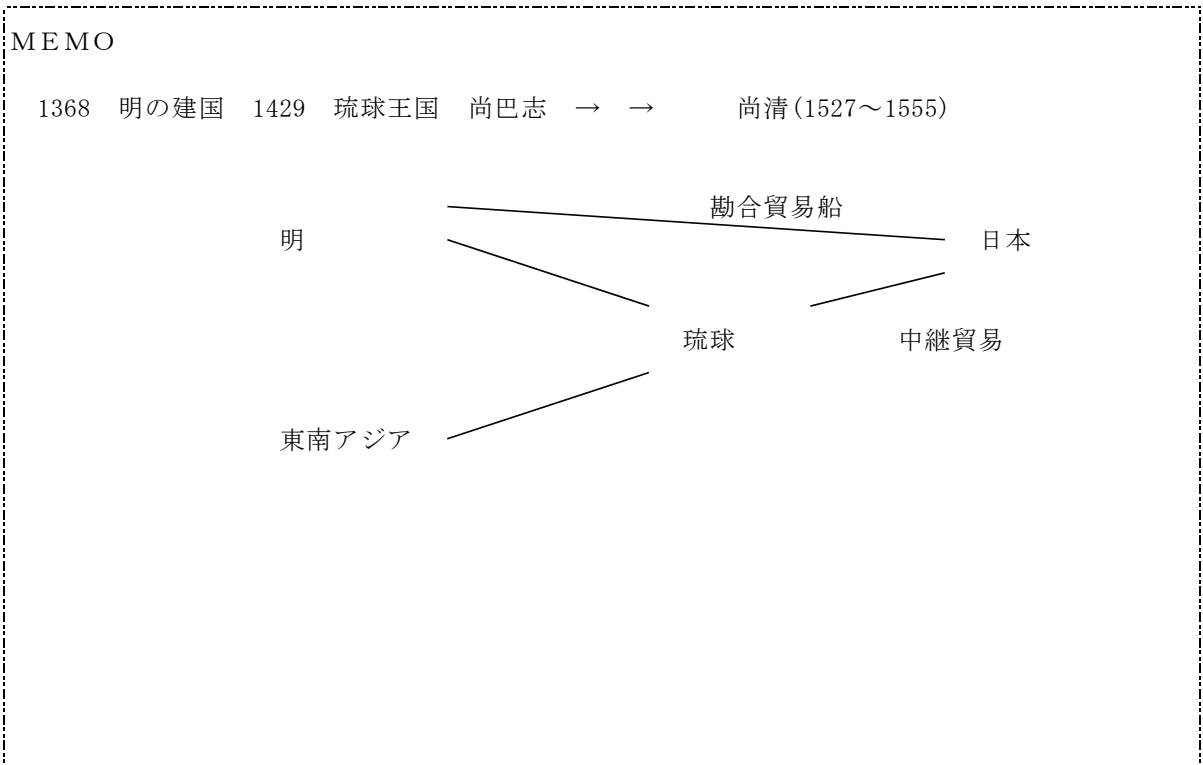 MEMO
1368　明の建国　1429　琉球王国　尚巴志　→　→　　　尚清(1527～1555)
勘合貿易船
明　　　日本
琉球　　　中継貿易
東南アジア